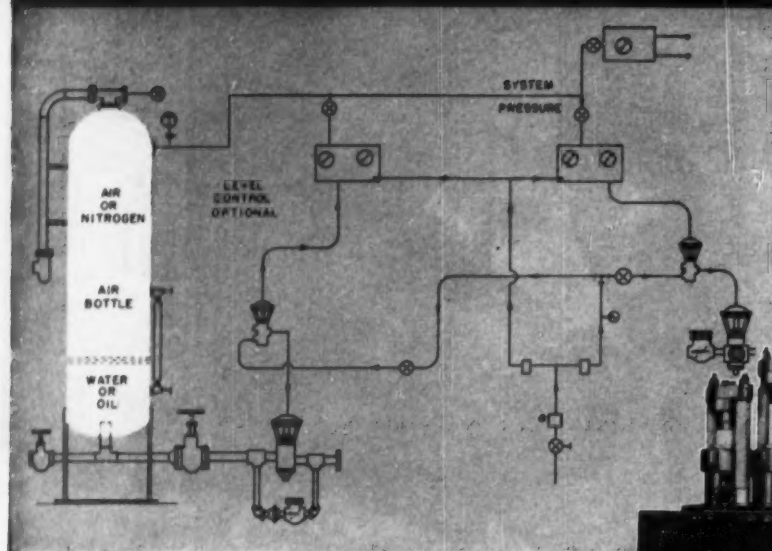 SYSTEM
PRESSURE
AIR
OR
NITROGEN
LEVEL
CONTROL
OPTIONAL
AIR
BOTTLE
WATER
OR
OIL